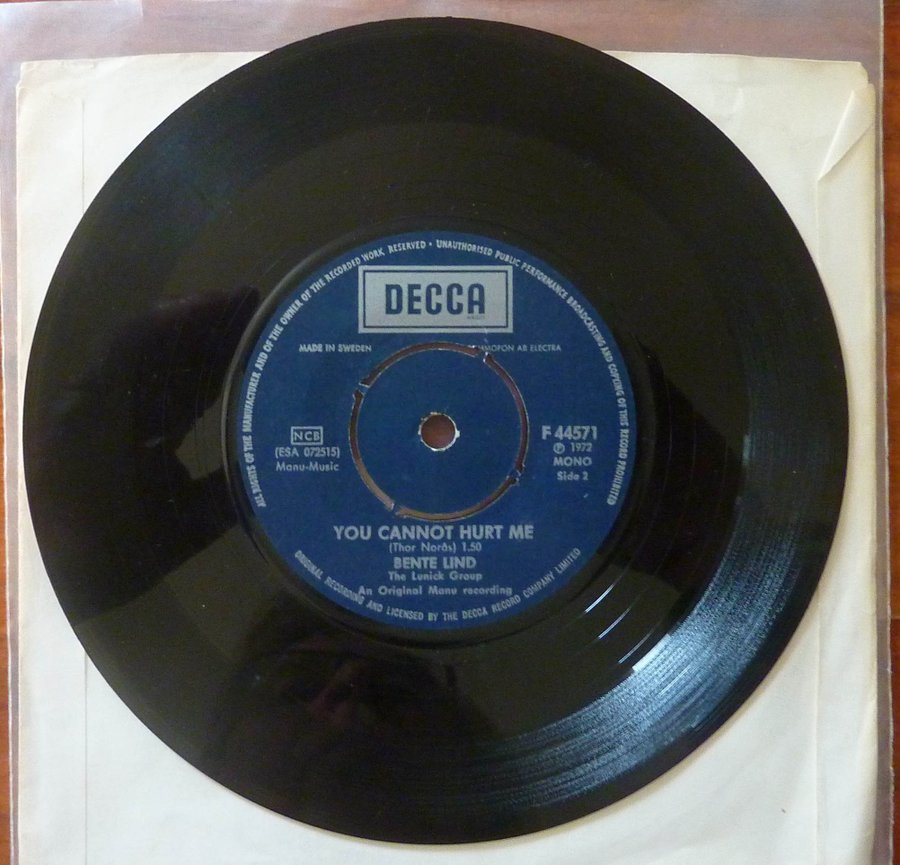 ALL RIGHTS OF THE MANUFACTURER AND OF THE OWNER OF THE RECORDED WORK RESERVED • UNAUTHORISED PUBLIC PERFORMANCE BROADCASTING AND COPYING OF THIS RECORD PROHIBITED
DECCA
MADE IN SWEDEN
AB ELECTRA
NCB
(ESA 072515)
Manu-Music
F 44571
℗ 1972
MONO
Side 2
YOU CANNOT HURT ME
(Thor Norås) 1.50
BENTE LIND
The Lunick Group
An Original Manu recording
ORIGINAL RECORDING AND LICENSED BY THE DECCA RECORD COMPANY LIMITED